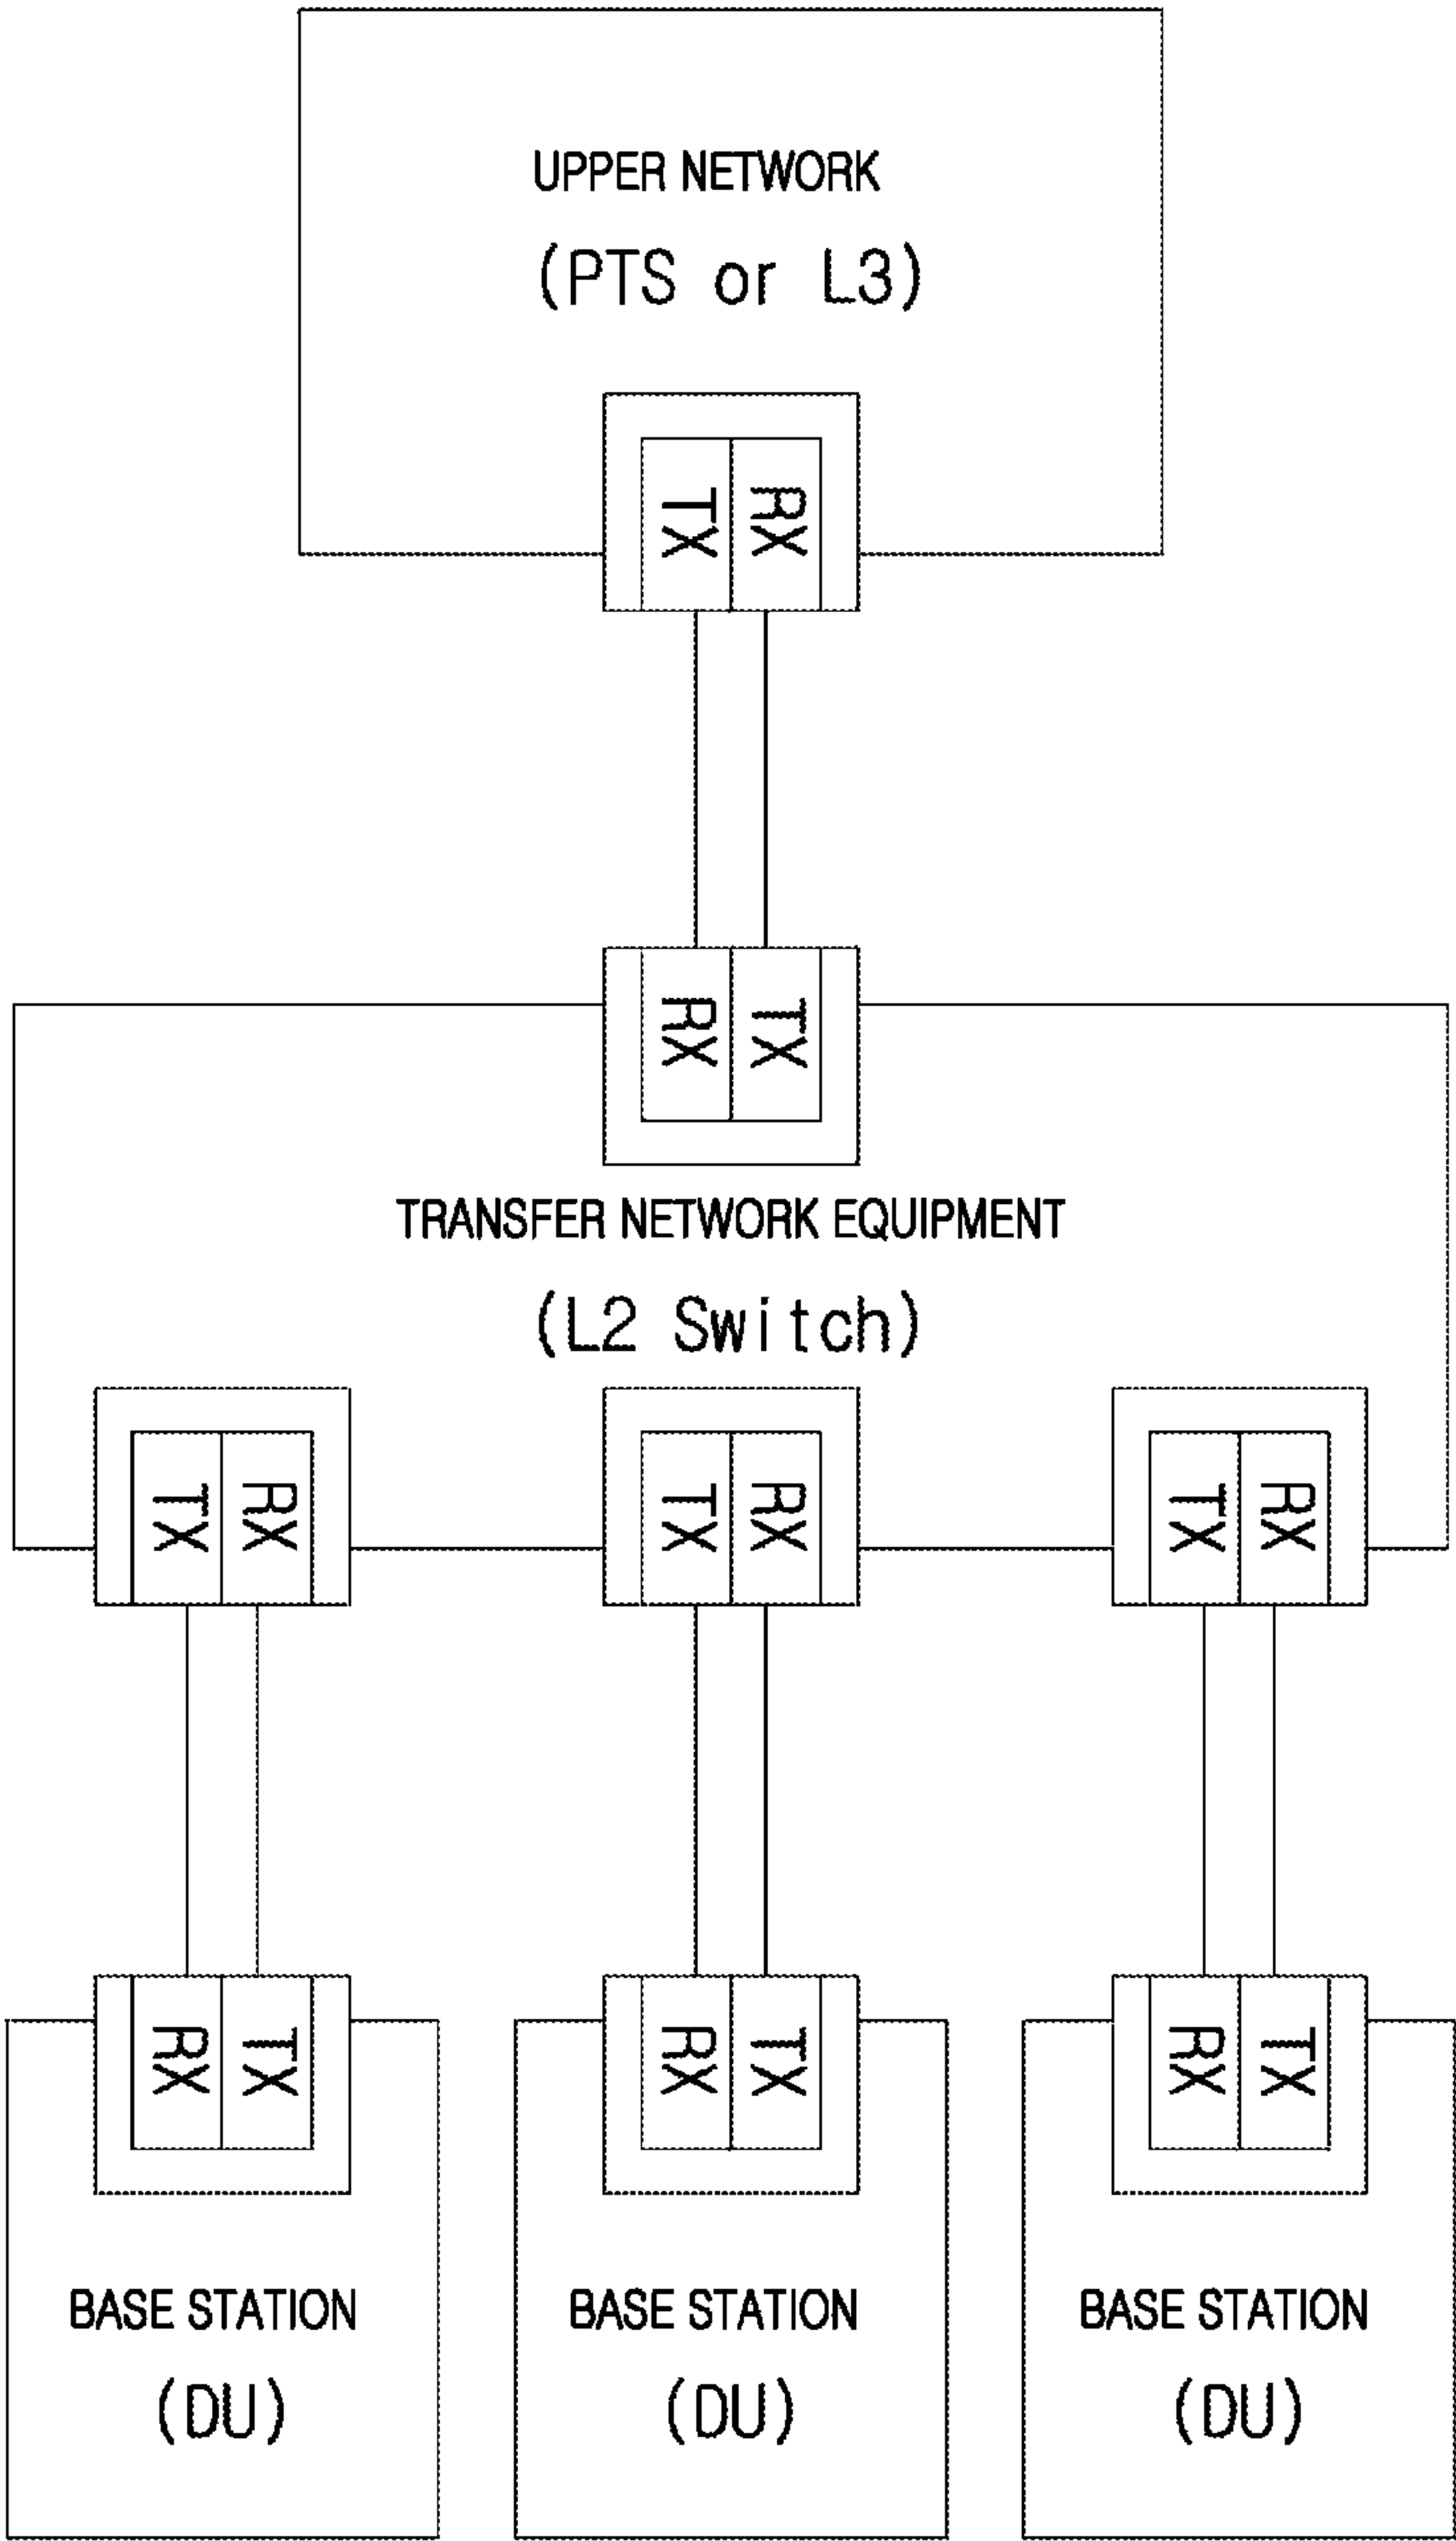 UPPER NETWORK
(PTS or L3)
TX
RX
RX
TX
TRANSFER NETWORK EQUIPMENT
(L2 Switch)
TX
RX
TX
RX
TX
RX
RX
TX
RX
TX
RX
TX
BASE STATION
(DU)
BASE STATION
(DU)
BASE STATION
(DU)